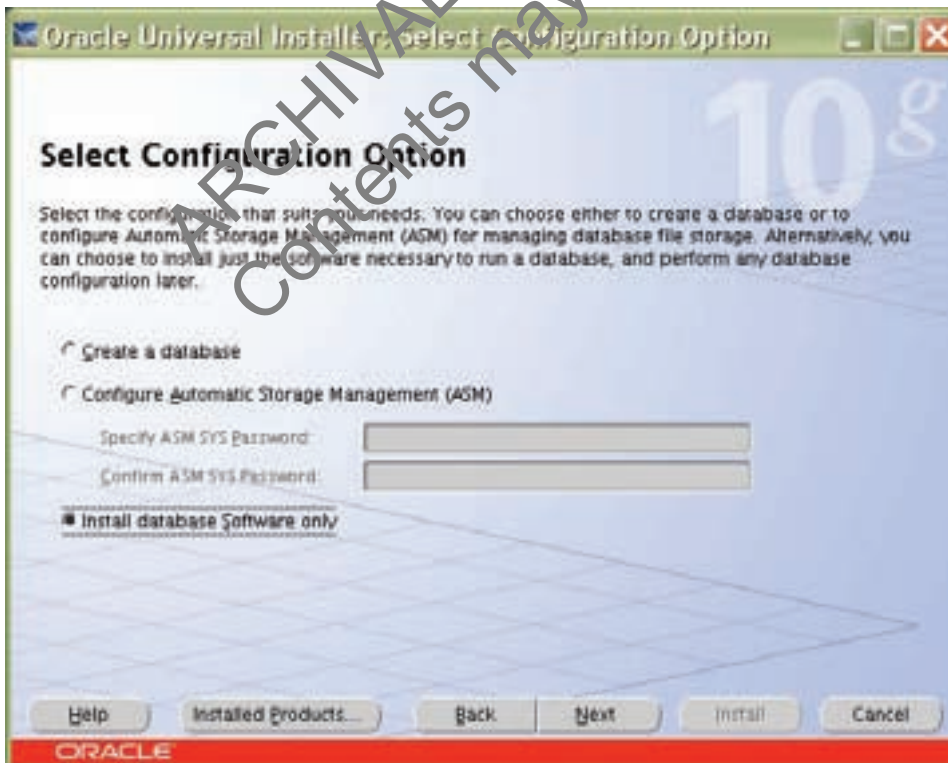 Oracle Universal Installer: Select Configuration Option
10g
Select Configuration Option
Select the configuration that suits your needs. You can choose either to create a database or to
configure Automatic Storage Management (ASM) for managing database file storage. Alternatively, you
can choose to install just the software necessary to run a database, and perform any database
configuration later.
Create a database
Configure Automatic Storage Management (ASM)
Specify ASM SYS Password
Confirm ASM SYS Password
Install database Software only
Help
Installed Products...
Back
Next
Install
Cancel
ORACLE
ARCHIVAL
Contents may